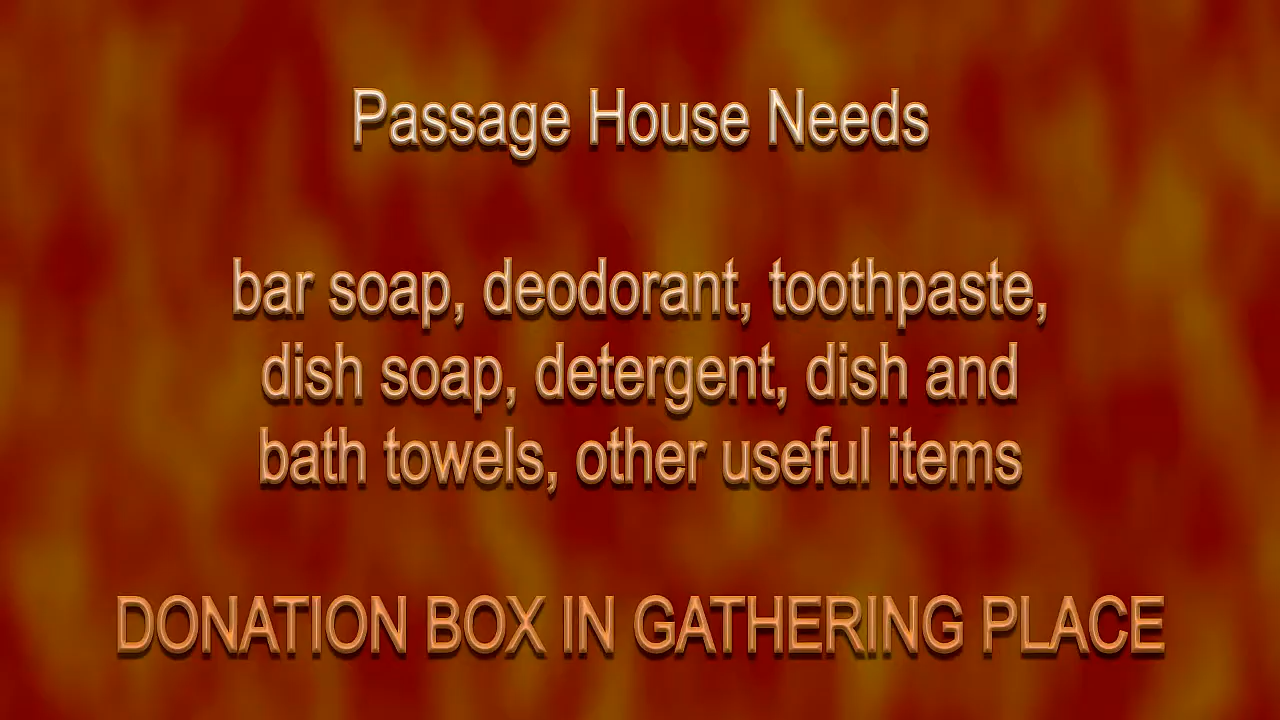 Passage House Needs
bar soap, deodorant, toothpaste,
dish soap, detergent, dish and
bath towels, other useful items
DONATION BOX IN GATHERING PLACE